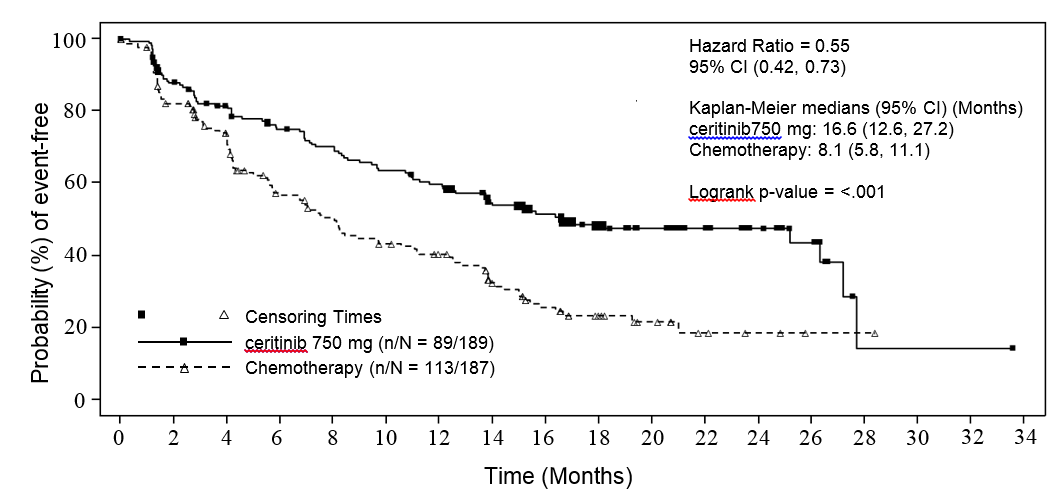 Probability (%) of event-free
100
80
60
40
20
0
Hazard Ratio = 0.55
95% CI (0.42, 0.73)
Kaplan-Meier medians (95% CI) (Months)
ceritinib750 mg: 16.6 (12.6, 27.2)
Chemotherapy: 8.1 (5.8, 11.1)
Logrank p-value = <.001
Censoring Times
ceritinib 750 mg (n/N = 89/189)
Chemotherapy (n/N = 113/187)
0 2 4 6 8 10 12 14 16 18 20 22 24 26 28 30 32 34
Time (Months)